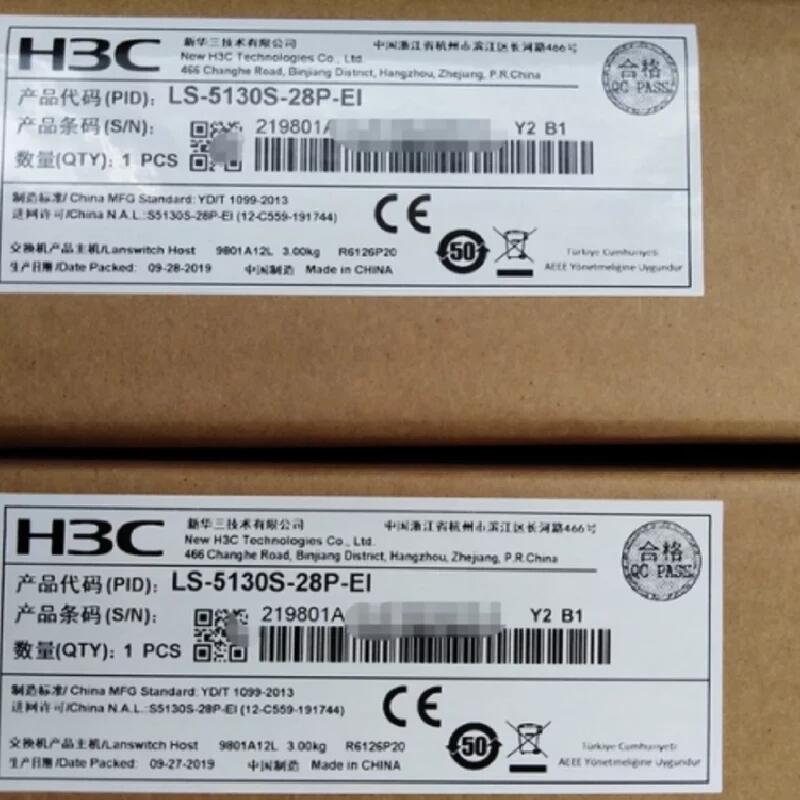 H3C
新华三技术有限公司 中国浙江省杭州市滨江区长河路466号
New H3C Technologies Co., Ltd.
466 Changhe Road, Binjiang District, Hangzhou, Zhejiang, P.R.China
合格
QC PASS
产品代码(PID): LS-5130S-28P-EI
产品条码(S/N): 219801A Y2 B1
数量(QTY): 1 PCS
制造标准/ China MFG Standard: YD/T 1099-2013
进网许可/China N.A.L.:S5130S-28P-EI (12-C559-191744)
CE
交换机产品主机/Lanswitch Host 9801A12L 3.00kg R6126P20
50
Türkiye Cumhuriyeti
生产日期/Date Packed: 09-28-2019 中国制造 Made in CHINA
AEEE Yönetmeligine Uygundur
H3C
新华三技术有限公司 中国浙江省杭州市滨江区长河路466号
New H3C Technologies Co., Ltd.
466 Changhe Road, Binjiang District, Hangzhou, Zhejiang, P.R.China
合格
QC PASS
产品代码(PID): LS-5130S-28P-EI
产品条码(S/N): 219801A Y2 B1
数量(QTY): 1 PCS
制造标准/ China MFG Standard: YD/T 1099-2013
进网许可/China N.A.L.:S5130S-28P-EI (12-C559-191744)
CE
交换机产品主机/Lanswitch Host 9801A12L 3.00kg R6126P20
50
Türkiye Cumhuriyeti
生产日期/Date Packed: 09-27-2019 中国制造 Made in CHINA
AEEE Yönetmeligine Uygundur